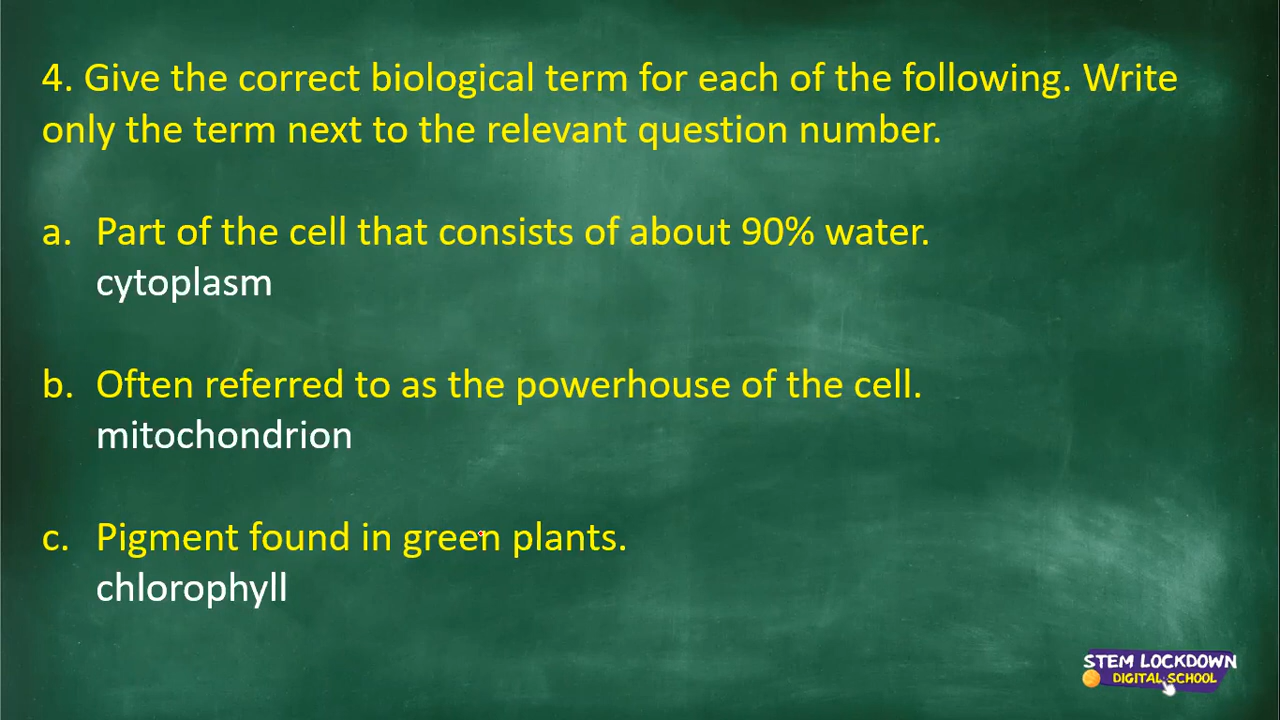 4. Give the correct biological term for each of the following. Write
only the term next to the relevant question number.
a. Part of the cell that consists of about 90% water.
cytoplasm
b. Often referred to as the powerhouse of the cell.
mitochondrion
c. Pigment found in green plants.
chlorophyll
STEM LOCKDOWN
DIGITAL SCHOOL